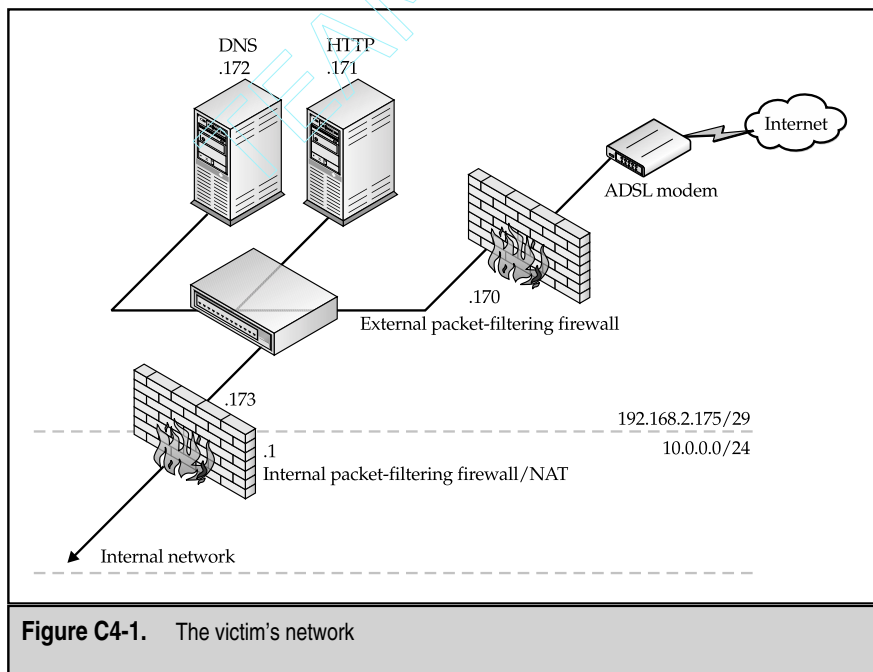 DNS
.172
HTTP
.171
Internet
ADSL modem
.170
External packet-filtering firewall
.173
192.168.2.175/29
.1
10.0.0.0/24
Internal packet-filtering firewall/NAT
Internal network
Figure C4-1. The victim's network